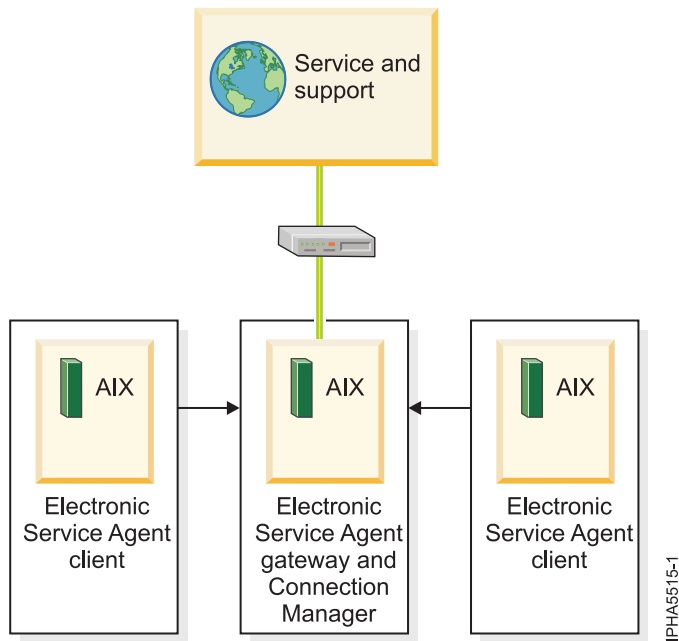 Service and
support
AIX
Electronic
Service Agent
client
AIX
Electronic
Service Agent
gateway and
Connection
Manager
AIX
Electronic
Service Agent
client
IPHA5515-1